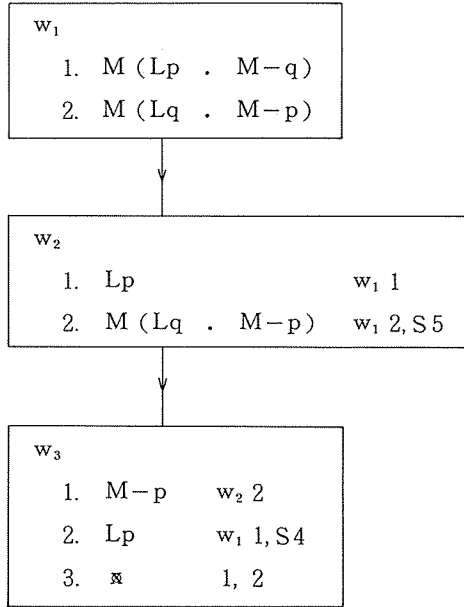 w₁
1. M (Lp . M−q)
2. M (Lq . M−p)
w₂
1. Lp w₁ 1
2. M (Lq . M−p) w₁ 2, S5
w₃
1. M−p w₂ 2
2. Lp w₁ 1, S4
3. 1, 2